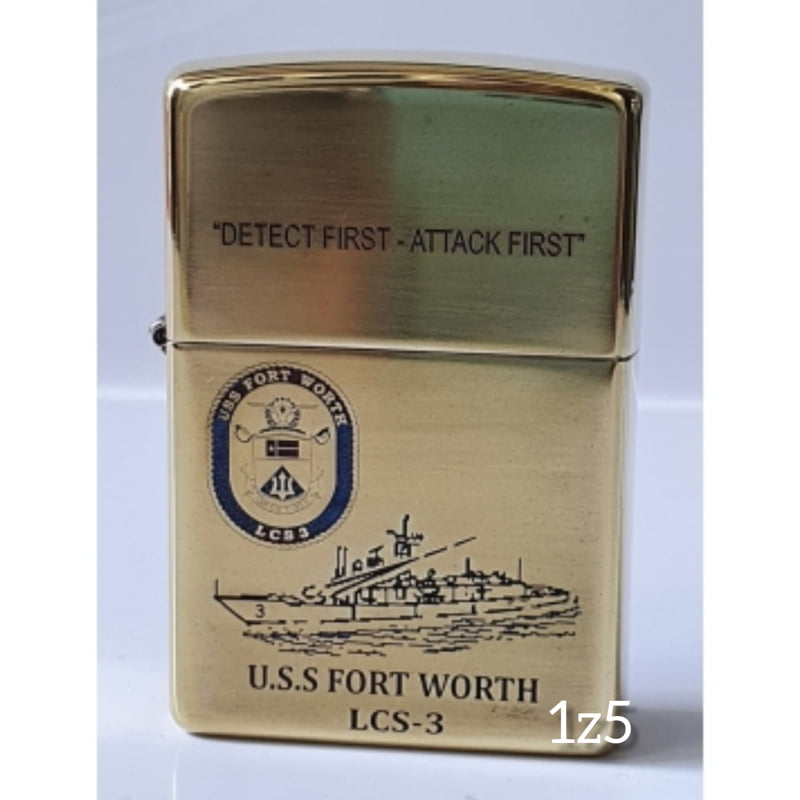 “DETECT FIRST - ATTACK FIRST”
USS FORT WORTH
LCS 3
3
U.S.S FORT WORTH
LCS-3
1z5